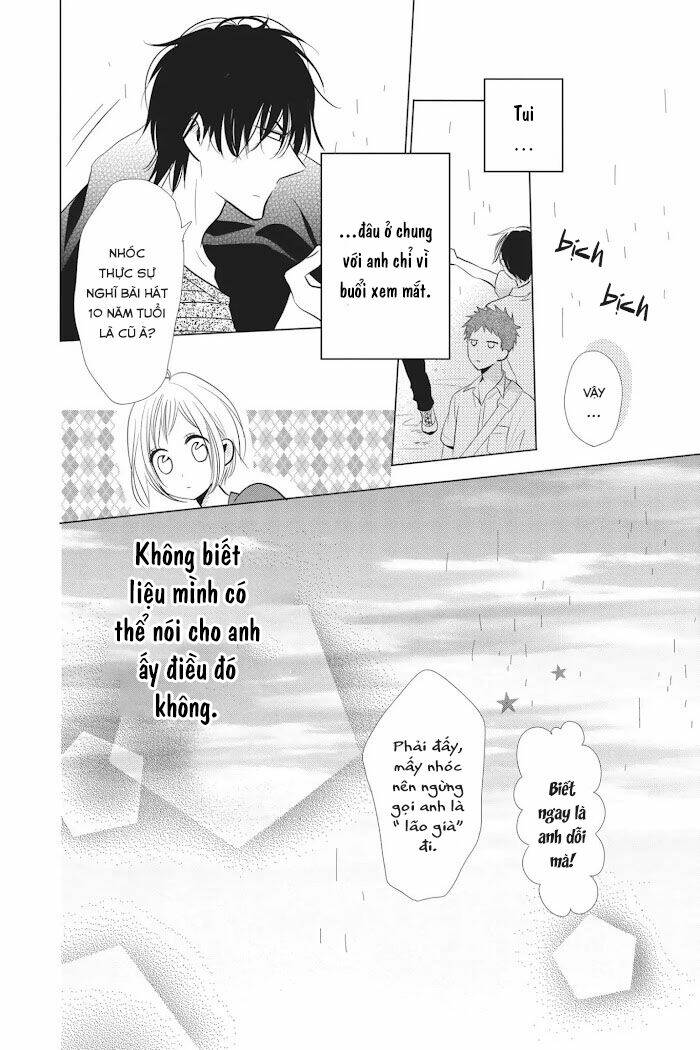 Tui
...
...đâu ở chung
với anh chỉ vì
buổi xem mắt.
bịch
bịch
VẬY
...
NHÓC
THỰC SỰ
NGHĨ BÀI HÁT
10 NĂM TUỔI
LÀ CŨ À?
Không biết
liệu mình có
thể nói cho anh
ấy điều đó
không.
Biết
ngay là
anh dỗi
mà!
Phải đấy,
mấy nhóc
nên ngừng
gọi anh là
“ lão già”
đi.